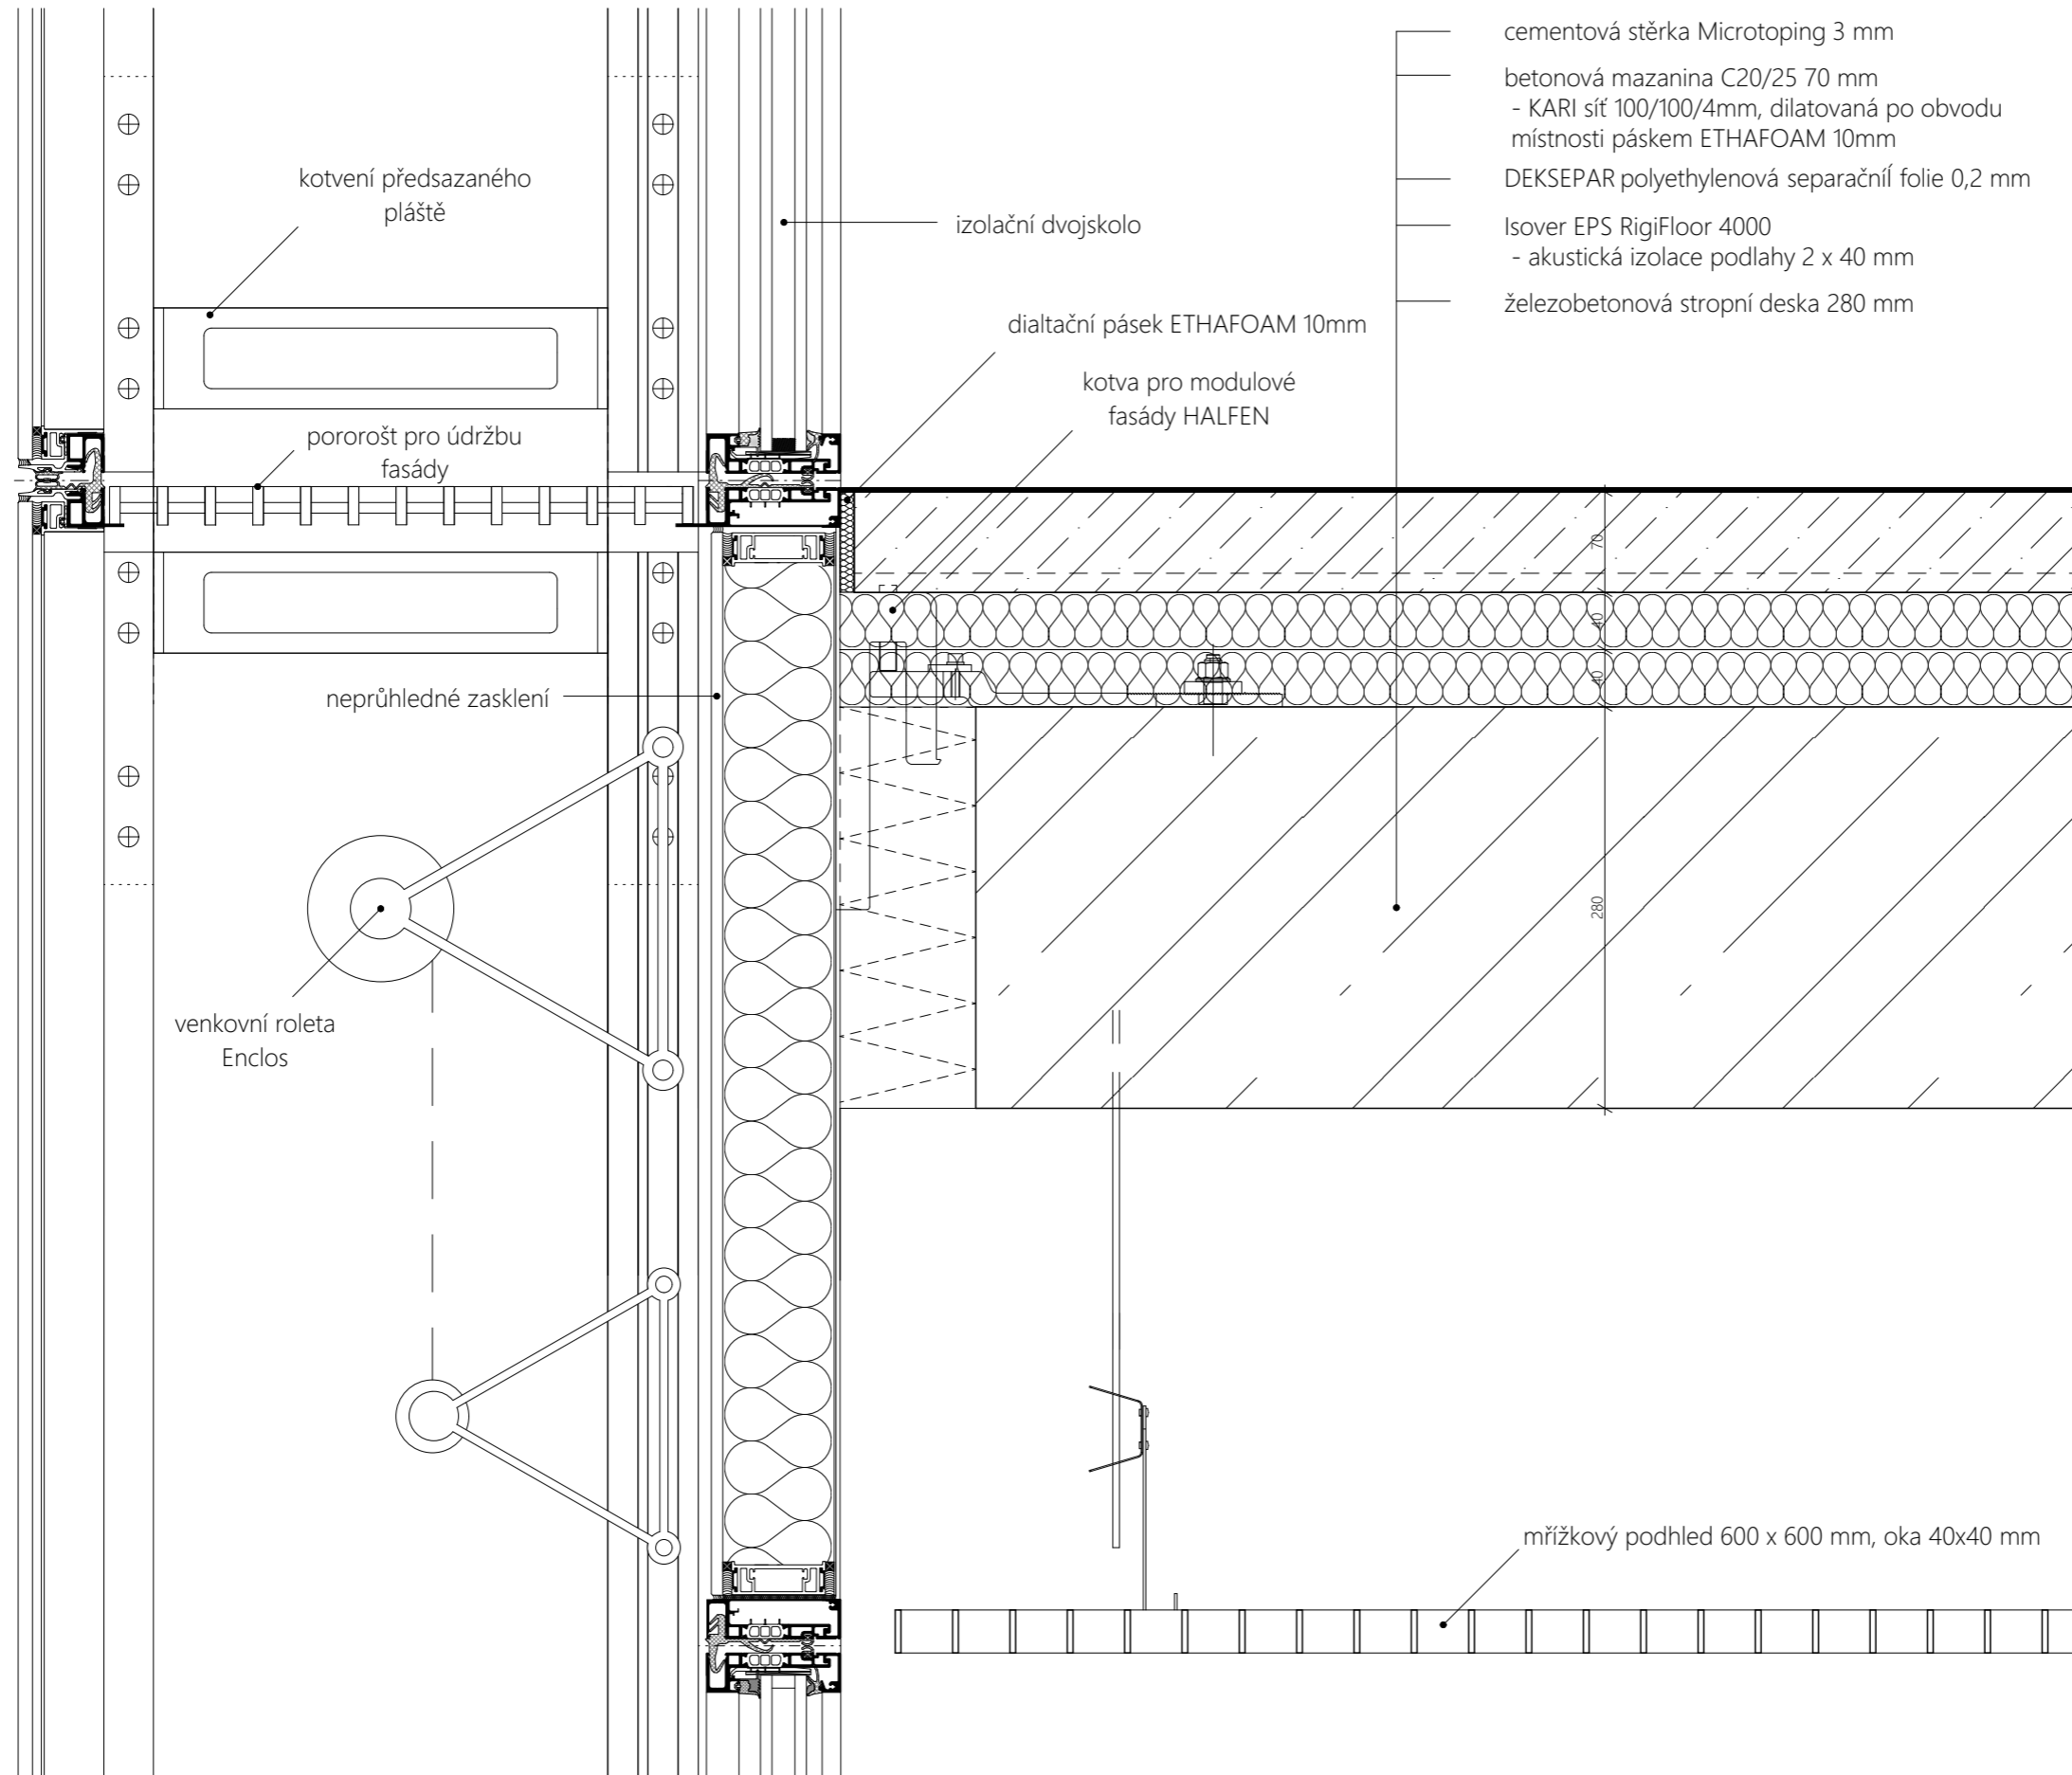 cementová stěrka Microtoping 3 mm
betonová mazanina C20/25 70 mm
- KARI síť 100/100/4mm, dilatovaná po obvodu
místnosti páskem ETHAFOAM 10mm
DEKSEPAR polyethylenová separačníl folie 0,2 mm
Isover EPS RigiFloor 4000
- akustická izolace podlahy 2 x 40 mm
železobetonová stropní deska 280 mm
kotvení předsazaného
pláště
izolační dvojskolo
dialtační pásek ETHAFOAM 10mm
kotva pro modulové
fasády HALFEN
pororošt pro údržbu
fasády
70
40
40
neprůhledné zasklení
280
venkovní roleta
Enclos
mřížkový podhled 600 x 600 mm, oka 40x40 mm